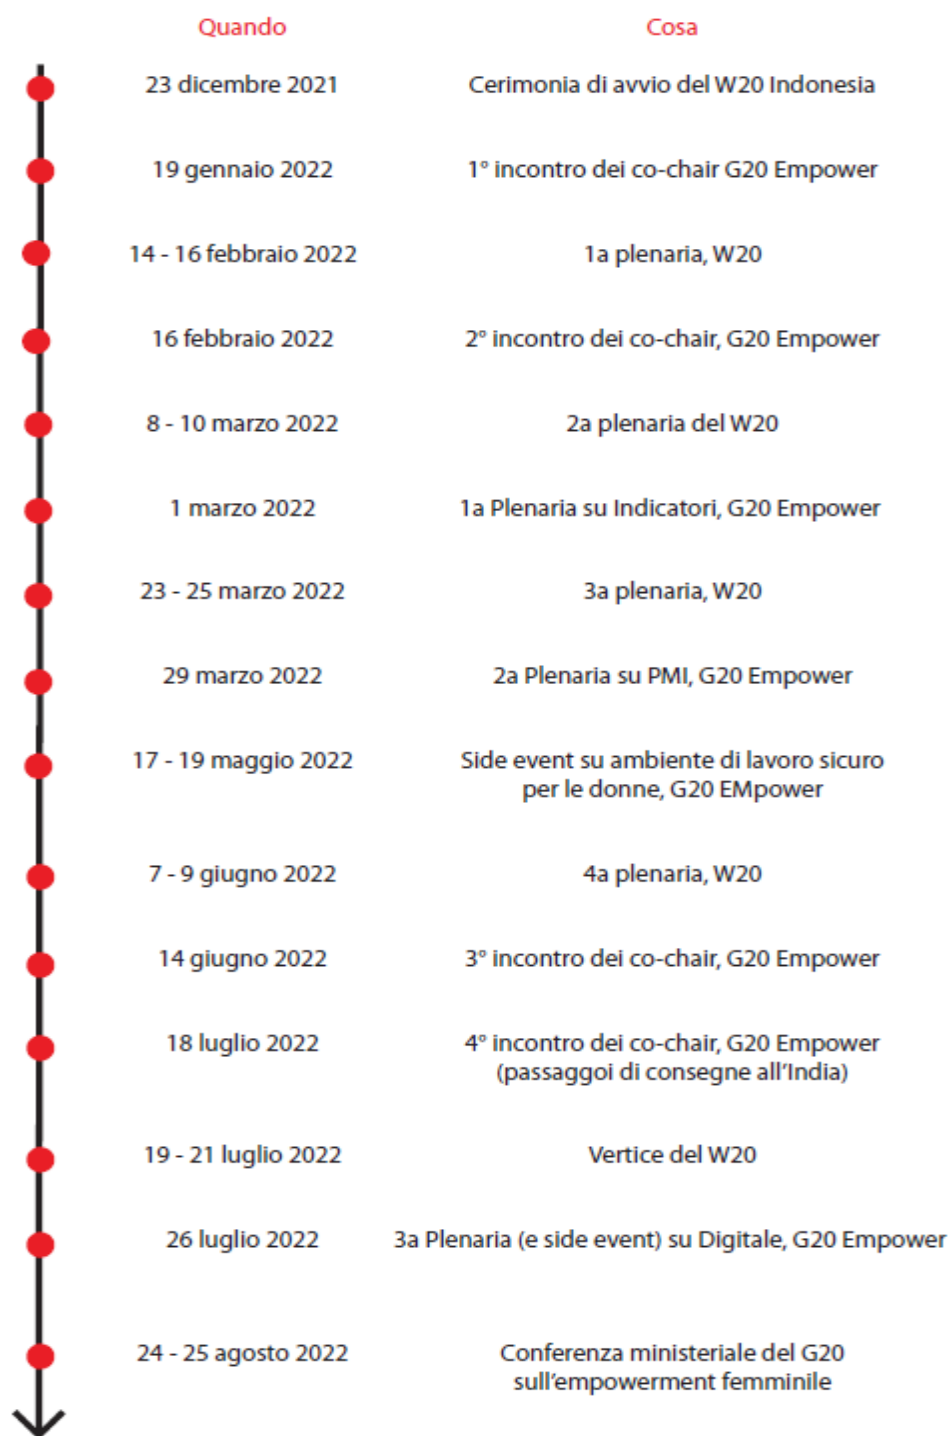 Quando Cosa
23 dicembre 2021 Cerimonia di avvio del W20 Indonesia
19 gennaio 2022 1° incontro dei co-chair G20 Empower
14 - 16 febbraio 2022 1a plenaria, W20
16 febbraio 2022 2° incontro dei co-chair, G20 Empower
8 - 10 marzo 2022 2a plenaria del W20
1 marzo 2022 1a Plenaria su Indicatori, G20 Empower
23 - 25 marzo 2022 3a plenaria, W20
29 marzo 2022 2a Plenaria su PMI, G20 Empower
17 - 19 maggio 2022 Side event su ambiente di lavoro sicuro
per le donne, G20 EMpower
7 - 9 giugno 2022 4a plenaria, W20
14 giugno 2022 3° incontro dei co-chair, G20 Empower
18 luglio 2022 4° incontro dei co-chair, G20 Empower
(passaggoi di consegne all'India)
19 - 21 luglio 2022 Vertice del W20
26 luglio 2022 3a Plenaria (e side event) su Digitale, G20 Empower
24 - 25 agosto 2022 Conferenza ministeriale del G20
sull'empowerment femminile